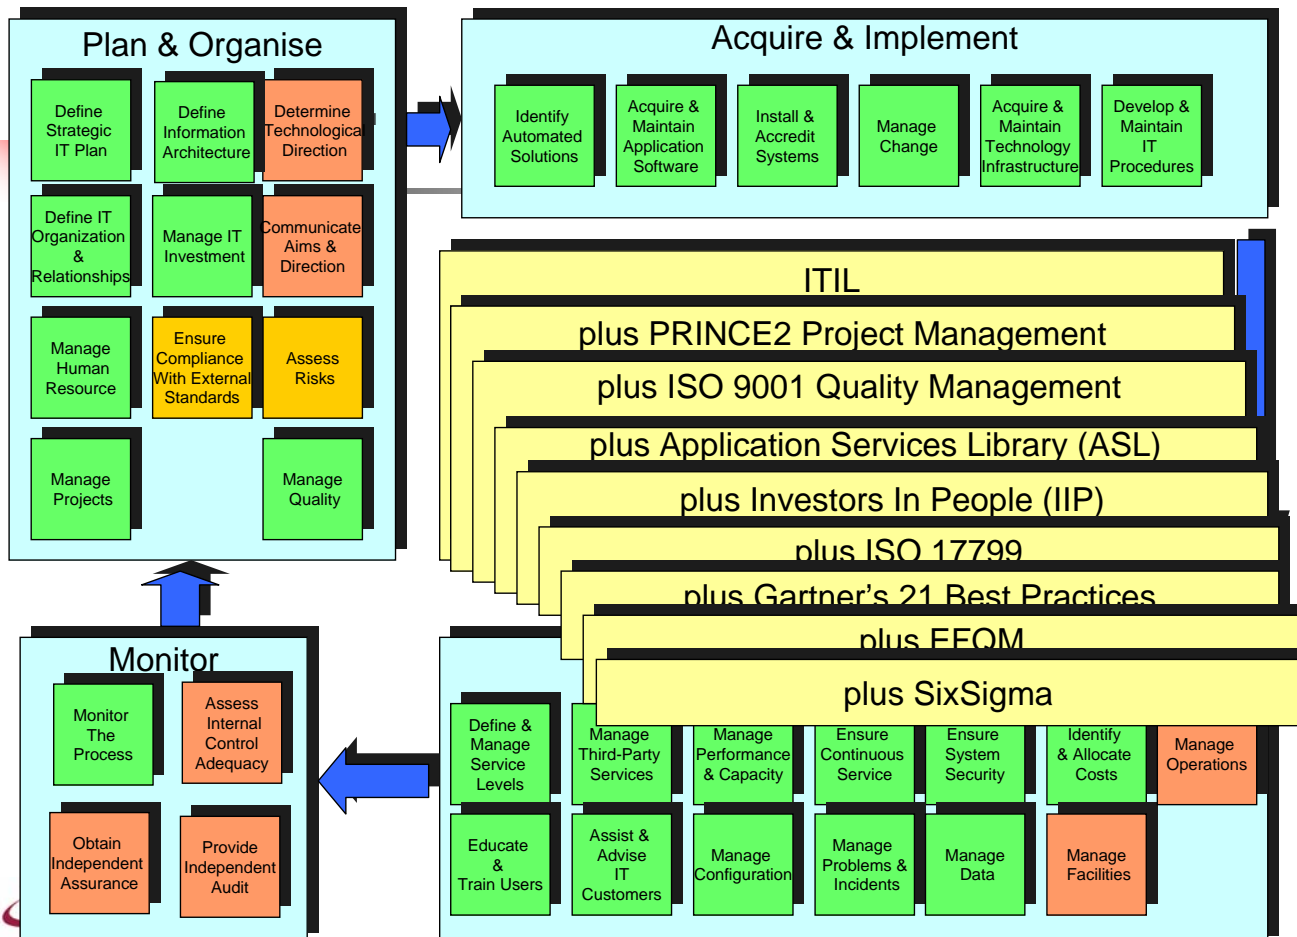 Plan & Organise
Define
Strategic
IT Plan
Define
Information
Architecture
Determine
Technological
Direction
Define IT
Organization
&
Relationships
Manage IT
Investment
Communicate
Aims &
Direction
Manage
Human
Resource
Ensure
Compliance
With External
Standards
Assess
Risks
Manage
Projects
Manage
Quality
Acquire & Implement
Identify
Automated
Solutions
Acquire &
Maintain
Application
Software
Install &
Accredit
Systems
Manage
Change
Acquire &
Maintain
Technology
Infrastructure
Develop &
Maintain
IT
Procedures
ITIL
plus PRINCE2 Project Management
plus ISO 9001 Quality Management
plus Application Services Library (ASL)
plus Investors In People (IIP)
plus ISO 17799
plus Gartner's 21 Best Practices
plus EFQM
plus SixSigma
Monitor
Monitor
The
Process
Assess
Internal
Control
Adequacy
Obtain
Independent
Assurance
Provide
Independent
Audit
Define &
Manage
Service
Levels
Manage
Third-Party
Services
Manage
Performance
& Capacity
Ensure
Continuous
Service
Ensure
System
Security
Identify
& Allocate
Costs
Manage
Operations
Educate
&
Train Users
Assist &
Advise
IT
Customers
Manage
Configuration
Manage
Problems &
Incidents
Manage
Data
Manage
Facilities